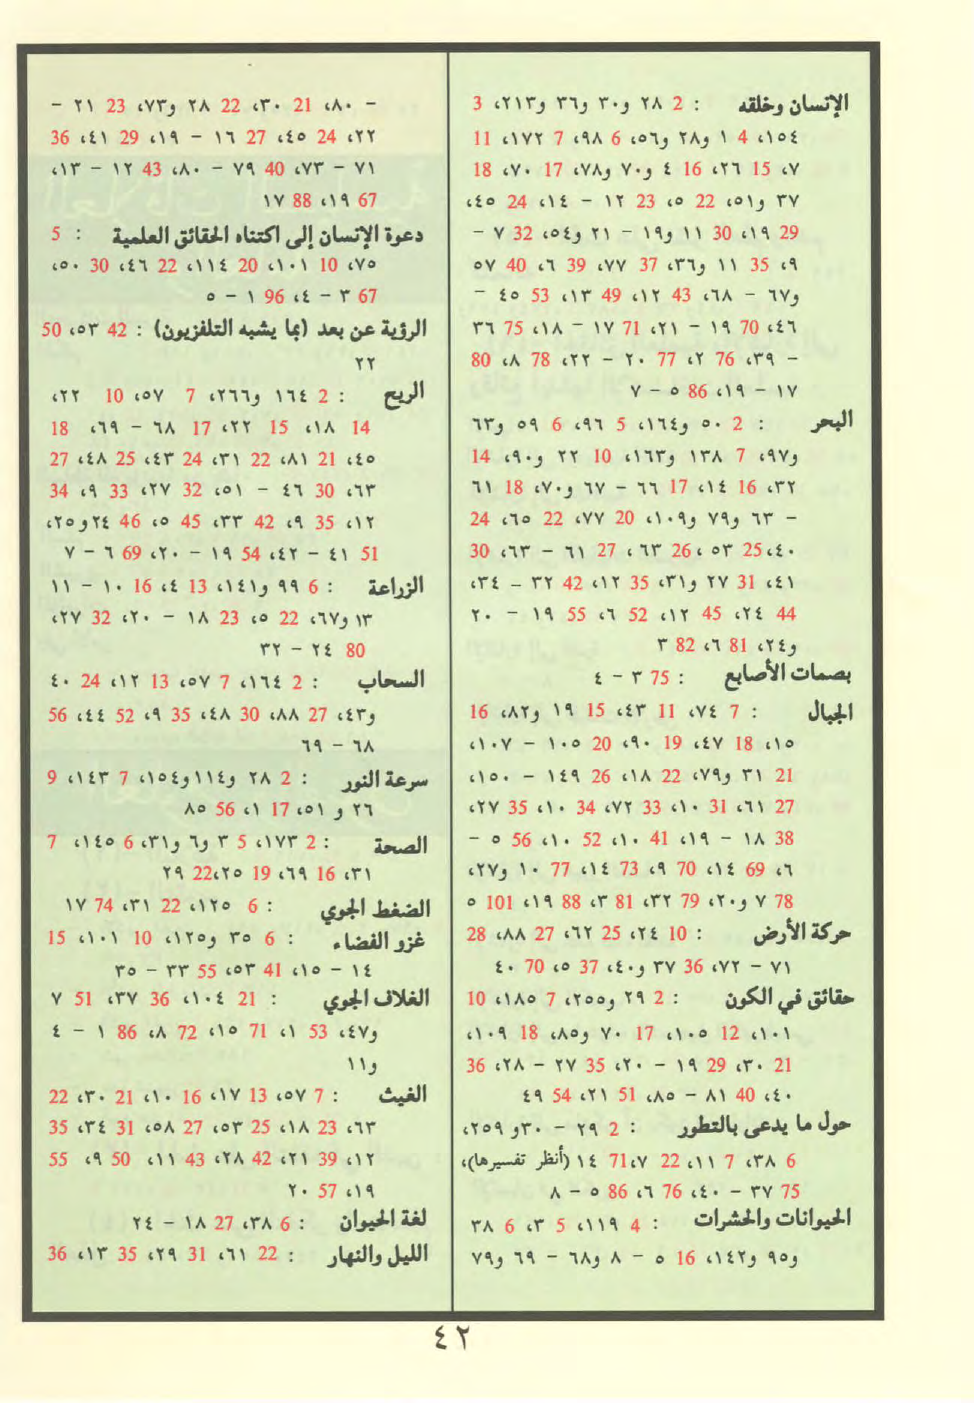 الإنسان وخلقه : 2 ٢٨ و٣٠ و٣٦ و٢١٣، 3
١٥٤، 4 ١ و٢٨ و٥٦، 6 ٩٨، 7 ١٧٢، 11
٧، 15 ٢٦، 16 ٤ و٧٠ و٧٨، 17 ٧٠، 18
٣٧ و٥١، 22 ٥، 23 ١٢ – ١٤، 24 ٤٥،
29 ١٩، 30 ١١ و١٩ – ٢١ و٥٤، 32 ٧ –
٩، 35 ١١ و٣٦، 37 ٧٧، 39 ٦، 40 ٥٧
و٦٧ – ٦٨، 43 ١٢، 49 ١٣، 53 ٤٥ –
٤٦، 70 ١٩ – ٢١، 71 ١٧ – ١٨، 75 ٣٦
– ٣٩، 76 ٢، 77 ٢٠ – ٢٢، 78 ٨، 80
١٧ – ١٩، 86 ٥ – ٧
البحر : 2 ٥٠ و١٦٤، 5 ٩٦، 6 ٥٩ و٦٣
و٩٧، 7 ١٣٨ و١٦٣، 10 ٢٢ و٩٠، 14
٣٢، 16 ١٤، 17 ٦٦ – ٦٧ و٧٠، 18 ٦١
– ٦٣ و٧٩ و١٠٩، 20 ٧٧، 22 ٦٥، 24
٤٠، 25 ٥٣، 26 ٦٣، 27 ٦١ – ٦٣، 30
٤١، 31 ٢٧ و٣١، 35 ١٢، 42 ٣٢ – ٣٤،
44 ٢٤، 45 ١٢، 52 ٦، 55 ١٩ – ٢٠
و٢٤، 81 ٦، 82 ٣
بصمات الأصابع : 75 ٣ – ٤
الجبال : 7 ٧٤، 11 ٤٣، 15 ١٩ و٨٢، 16
١٥، 18 ٤٧، 19 ٩٠، 20 ١٠٥ – ١٠٧،
21 ٣١ و٧٩، 22 ١٨، 26 ١٤٩ – ١٥٠،
27 ٦١، 31 ١٠، 33 ٧٢، 34 ١٠، 35 ٢٧،
38 ١٨ – ١٩، 41 ١٠، 52 ١٠، 56 ٥ –
٦، 69 ١٤، 70 ٩، 73 ١٤، 77 ١٠ و٢٧،
78 ٧ و٢٠، 79 ٣٢، 81 ٣، 88 ١٩، 101 ٥
حركة الأرض : 10 ٢٤، 25 ٦٢، 27 ٨٨، 28
٧١ – ٧٢، 36 ٣٧ و٤٠، 37 ٥، 70 ٤٠
حقائق في الكون : 2 ٢٩ و٢٥٥، 7 ١٨٥، 10
١٠١، 12 ١٠٥، 17 ٧٠ و٨٥، 18 ١٠٩،
21 ٣٠، 29 ١٩ – ٢٠، 35 ٢٧ – ٢٨، 36
٤٠، 40 ٨١ – ٨٥، 51 ٢١، 54 ٤٩
حول ما يدعى بالتطور : 2 ٢٩ – ٣٠ و٢٥٩،
6 ٣٨، 7 ١١، 22 ٧، 71 ١٤ (أنظر تفسيرها)،
75 ٣٧ – ٤٠، 76 ٦، 86 ٥ – ٨
الحيوانات والحشرات : 4 ١١٩، 5 ٣، 6 ٣٨
و٩٥ و١٤٢، 16 ٥ – ٨ و٦٨ – ٦٩ و٧٩
– ٨٠، 21 ٣٠، 22 ٢٨ و٧٣، 23 ٢١ –
٢٢، 24 ٤٥، 27 ١٦ – ١٩، 29 ٤١، 36
٧١ – ٧٣، 40 ٧٩ – ٨٠، 43 ١٢ – ١٣،
67 ١٩، 88 ١٧
دعوة الإنسان إلى اكتناه الحقائق العلمية : 5
٧٥، 10 ١٠١، 20 ١١٤، 22 ٤٦، 30 ٥٠،
67 ٣ – ٤، 96 ١ – ٥
الرؤية عن بعد (بما يشبه التلفزيون) : 42 ٥٣، 50
٢٢
الريح : 2 ١٦٤ و٢٦٦، 7 ٥٧، 10 ٢٢،
14 ١٨، 15 ٢٢، 17 ٦٨ – ٦٩، 18
٤٥، 21 ٨١، 22 ٣١، 24 ٤٣، 25 ٤٨، 27
٦٣، 30 ٤٦ – ٥١، 32 ٢٧، 33 ٩، 34
١٢، 35 ٩، 42 ٣٣، 45 ٥، 46 ٢٤ و٢٥،
51 ٤١ – ٤٢، 54 ١٩ – ٢٠، 69 ٦ – ٧
الزراعة : 6 ٩٩ و١٤١، 13 ٤، 16 ١٠ – ١١
١٣ و٦٧، 22 ٥، 23 ١٨ – ٢٠، 32 ٢٧،
80 ٢٤ – ٣٢
السحاب : 2 ١٦٤، 7 ٥٧، 13 ١٢، 24 ٤٠
و٤٣، 27 ٨٨، 30 ٤٨، 35 ٩، 52 ٤٤، 56
٦٨ – ٦٩
سرعة النور : 2 ٢٨ و١١٤ و١٥٤، 7 ١٤٣، 9
٢٦ و ٥١، 17 ١، 56 ٨٥
الصحة : 2 ١٧٣، 5 ٣ و٦ و٣١، 6 ١٤٥، 7
٣١، 16 ٦٩، 19 ٢٥، 22 ٢٩
الضغط الجوي : 6 ١٢٥، 22 ٣١، 74 ١٧
غزو الفضاء : 6 ٣٥ و١٢٥، 10 ١٠١، 15
١٤ – ١٥، 41 ٥٣، 55 ٣٣ – ٣٥
الغلاف الجوي : 21 ١٠٤، 36 ٣٧، 51 ٧
و٤٧، 53 ١، 71 ١٥، 72 ٨، 86 ١ – ٤
و١١
الغيث : 7 ٥٧، 13 ١٧، 16 ١٠، 21 ٣٠، 22
٦٣، 23 ١٨، 25 ٥٣، 27 ٥٨، 31 ٣٤، 35
١٢، 39 ٢١، 42 ٢٨، 43 ١١، 50 ٩، 55
١٩، 57 ٢٠
لغة الحيوان : 6 ٣٨، 27 ١٨ – ٢٤
الليل والنهار : 22 ٦١، 31 ٢٩، 35 ١٣، 36
٤٢